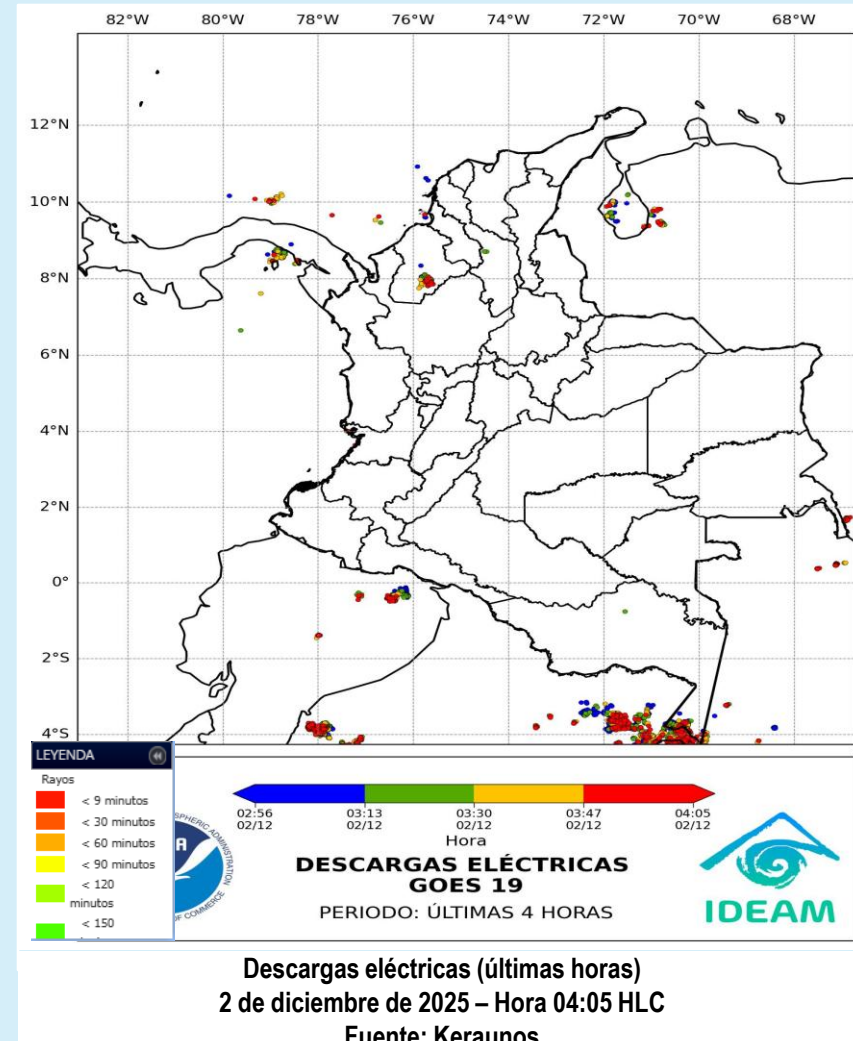 82°W 80°W 78°W 76°W 74°W 72°W 70°W 68°W
12°N
10°N
8°N
6°N
4°N
2°N
0°
2°S
4°S
LEYENDA
Rayos
< 9 minutos
< 30 minutos
< 60 minutos
< 90 minutos
< 120
minutos
< 150
02:56 03:13 03:30 03:47 04:05
02/12 02/12 02/12 02/12 02/12
Hora
DESCARGAS ELÉCTRICAS
GOES 19
PERIODO: ÚLTIMAS 4 HORAS
IDEAM
Descargas eléctricas (últimas horas)
2 de diciembre de 2025 – Hora 04:05 HLC
Fuente: Keraunos